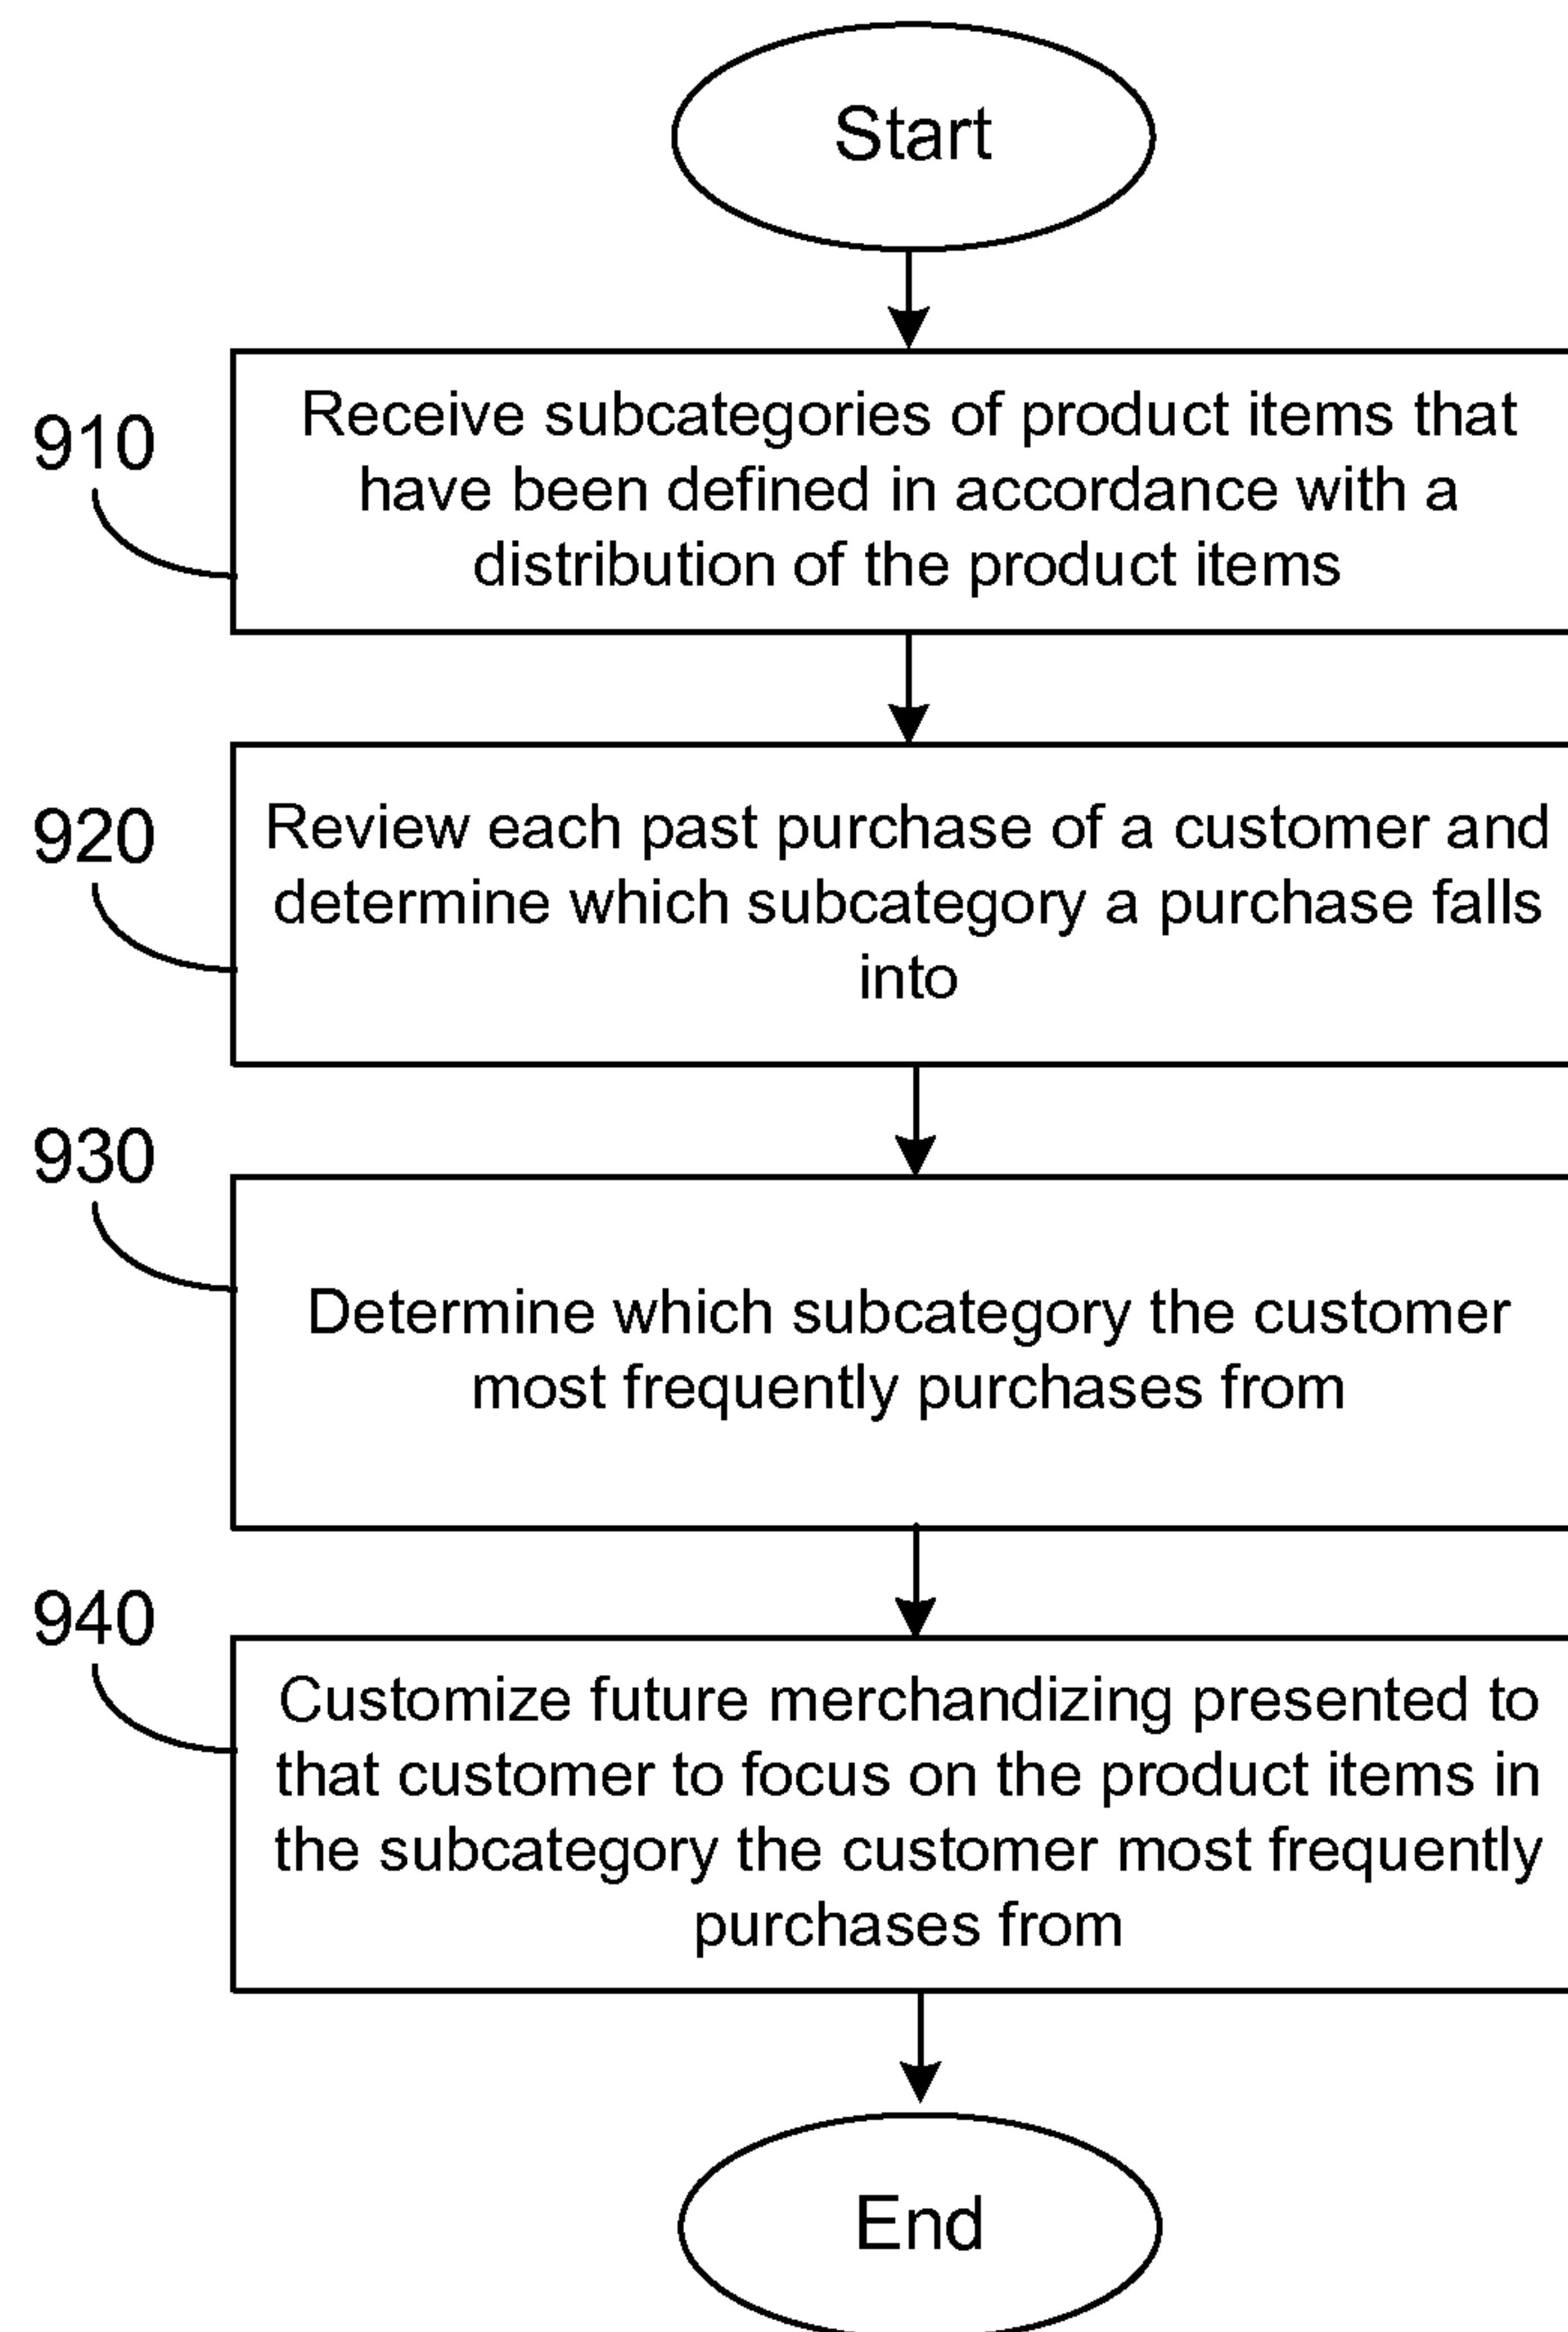 Start
910
Receive subcategories of product items that
have been defined in accordance with a
distribution of the product items
920
Review each past purchase of a customer and
determine which subcategory a purchase falls
into
930
Determine which subcategory the customer
most frequently purchases from
940
Customize future merchandizing presented to
that customer to focus on the product items in
the subcategory the customer most frequently
purchases from
End